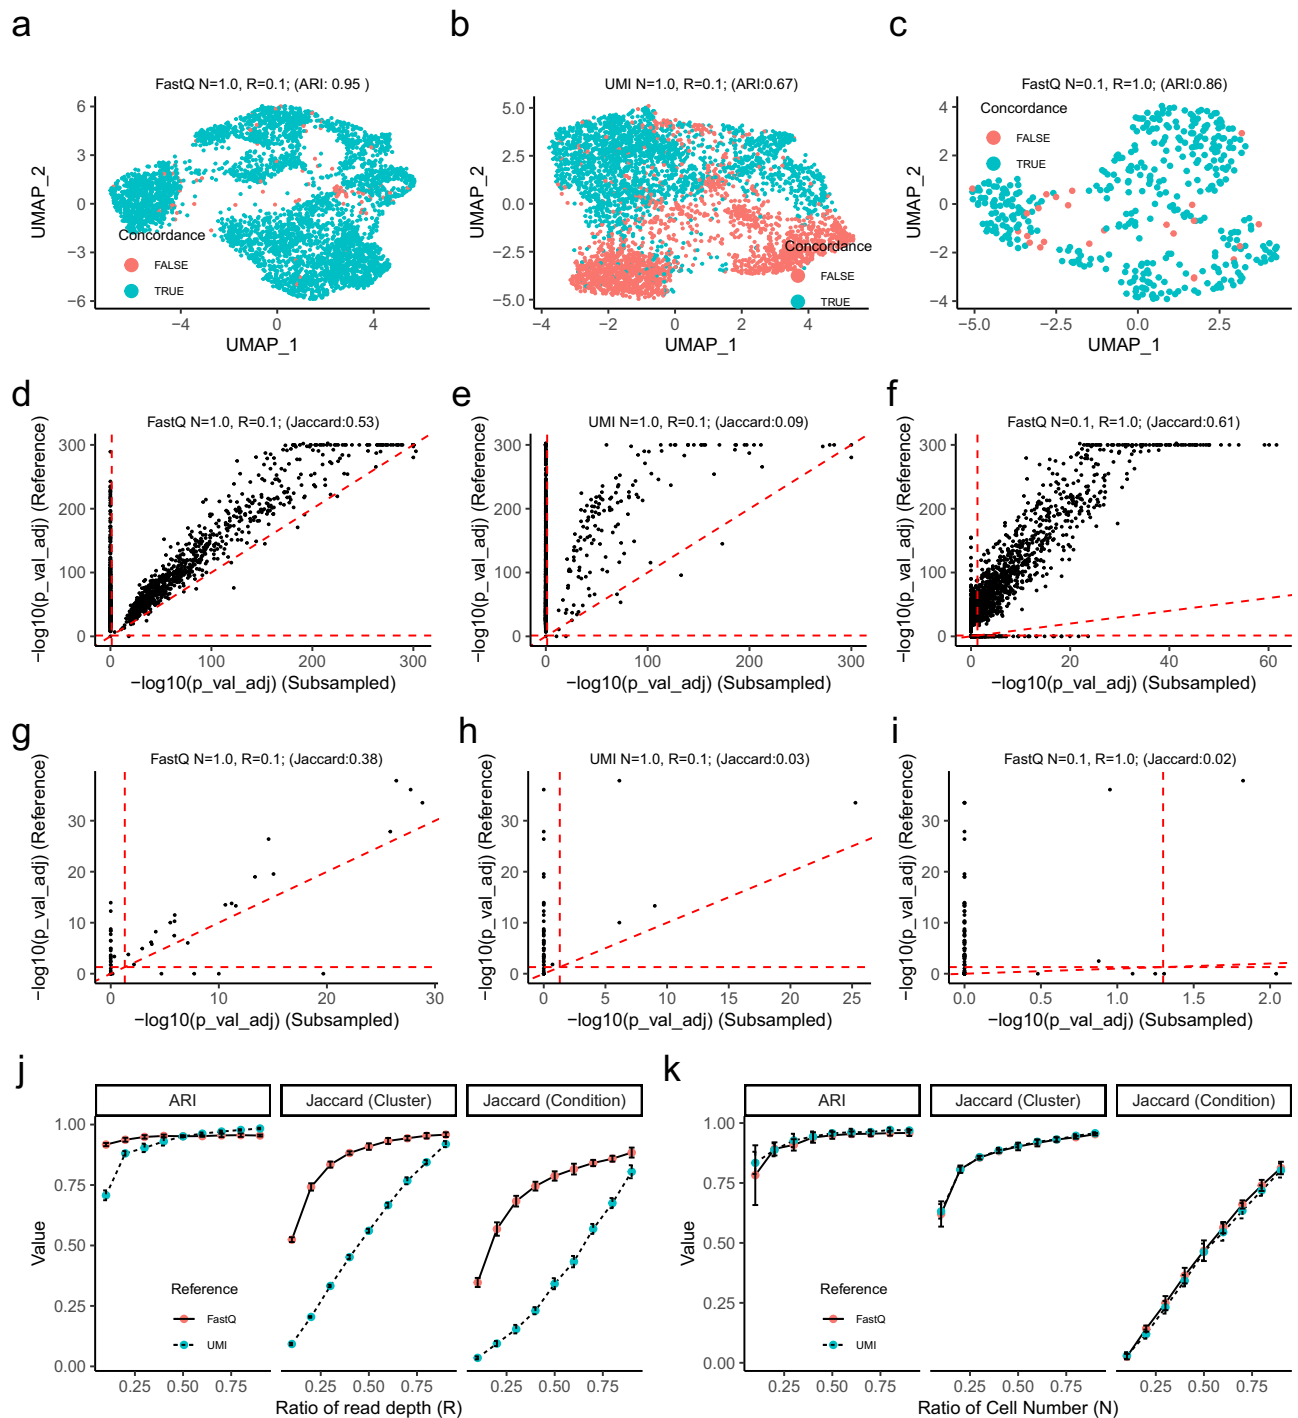 a
b
c
FastQ N=1.0, R=0.1; (ARI: 0.95 )
UMI N=1.0, R=0.1; (ARI:0.67)
FastQ N=0.1, R=1.0; (ARI:0.86)
UMAP_2
6
3
0
−3
−6
Concordance
FALSE
TRUE
−4
0
4
UMAP_1
UMAP_2
5.0
2.5
0.0
−2.5
−5.0
Concordance
FALSE
TRUE
−4
−2
0
2
4
UMAP_1
UMAP_2
4
2
0
−2
−4
Concordance
FALSE
TRUE
−5.0
−2.5
0.0
2.5
UMAP_1
d
e
f
FastQ N=1.0, R=0.1; (Jaccard:0.53)
UMI N=1.0, R=0.1; (Jaccard:0.09)
FastQ N=0.1, R=1.0; (Jaccard:0.61)
−log10(p_val_adj) (Reference)
300
200
100
0
0
100
200
300
−log10(p_val_adj) (Subsampled)
−log10(p_val_adj) (Reference)
300
200
100
0
0
100
200
300
−log10(p_val_adj) (Subsampled)
−log10(p_val_adj) (Reference)
300
200
100
0
0
20
40
60
−log10(p_val_adj) (Subsampled)
g
h
i
FastQ N=1.0, R=0.1; (Jaccard:0.38)
UMI N=1.0, R=0.1; (Jaccard:0.03)
FastQ N=0.1, R=1.0; (Jaccard:0.02)
−log10(p_val_adj) (Reference)
30
20
10
0
0
10
20
30
−log10(p_val_adj) (Subsampled)
−log10(p_val_adj) (Reference)
30
20
10
0
0
5
10
15
20
25
−log10(p_val_adj) (Subsampled)
−log10(p_val_adj) (Reference)
30
20
10
0
0.0
0.5
1.0
1.5
2.0
−log10(p_val_adj) (Subsampled)
j
ARI
Jaccard (Cluster)
Jaccard (Condition)
Value
1.00
0.75
0.50
0.25
0.00
Reference
FastQ
UMI
0.25
0.50
0.75
0.25
0.50
0.75
0.25
0.50
0.75
Ratio of read depth (R)
k
ARI
Jaccard (Cluster)
Jaccard (Condition)
Value
1.00
0.75
0.50
0.25
0.00
Reference
FastQ
UMI
0.25
0.50
0.75
0.25
0.50
0.75
0.25
0.50
0.75
Ratio of Cell Number (N)